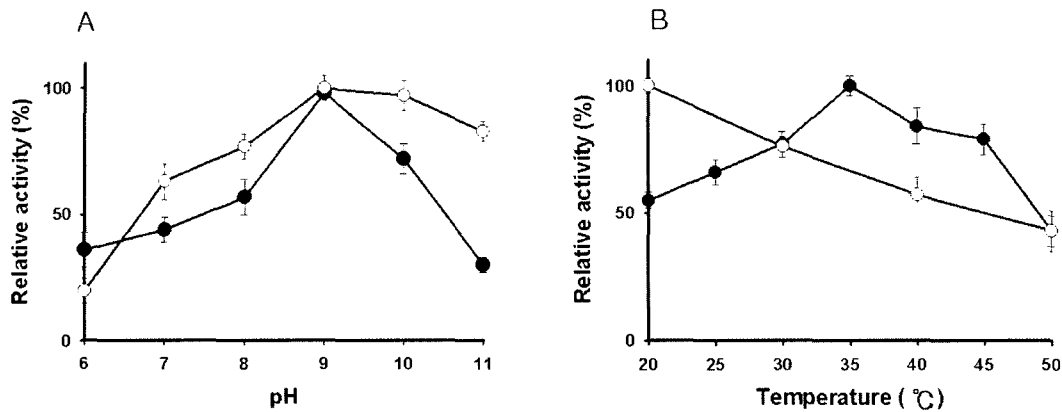 A
Relative activity (%)
100
50
0
6 7 8 9 10 11
pH
B
Relative activity (%)
100
50
0
20 25 30 35 40 45 50
Temperature ( ℃)